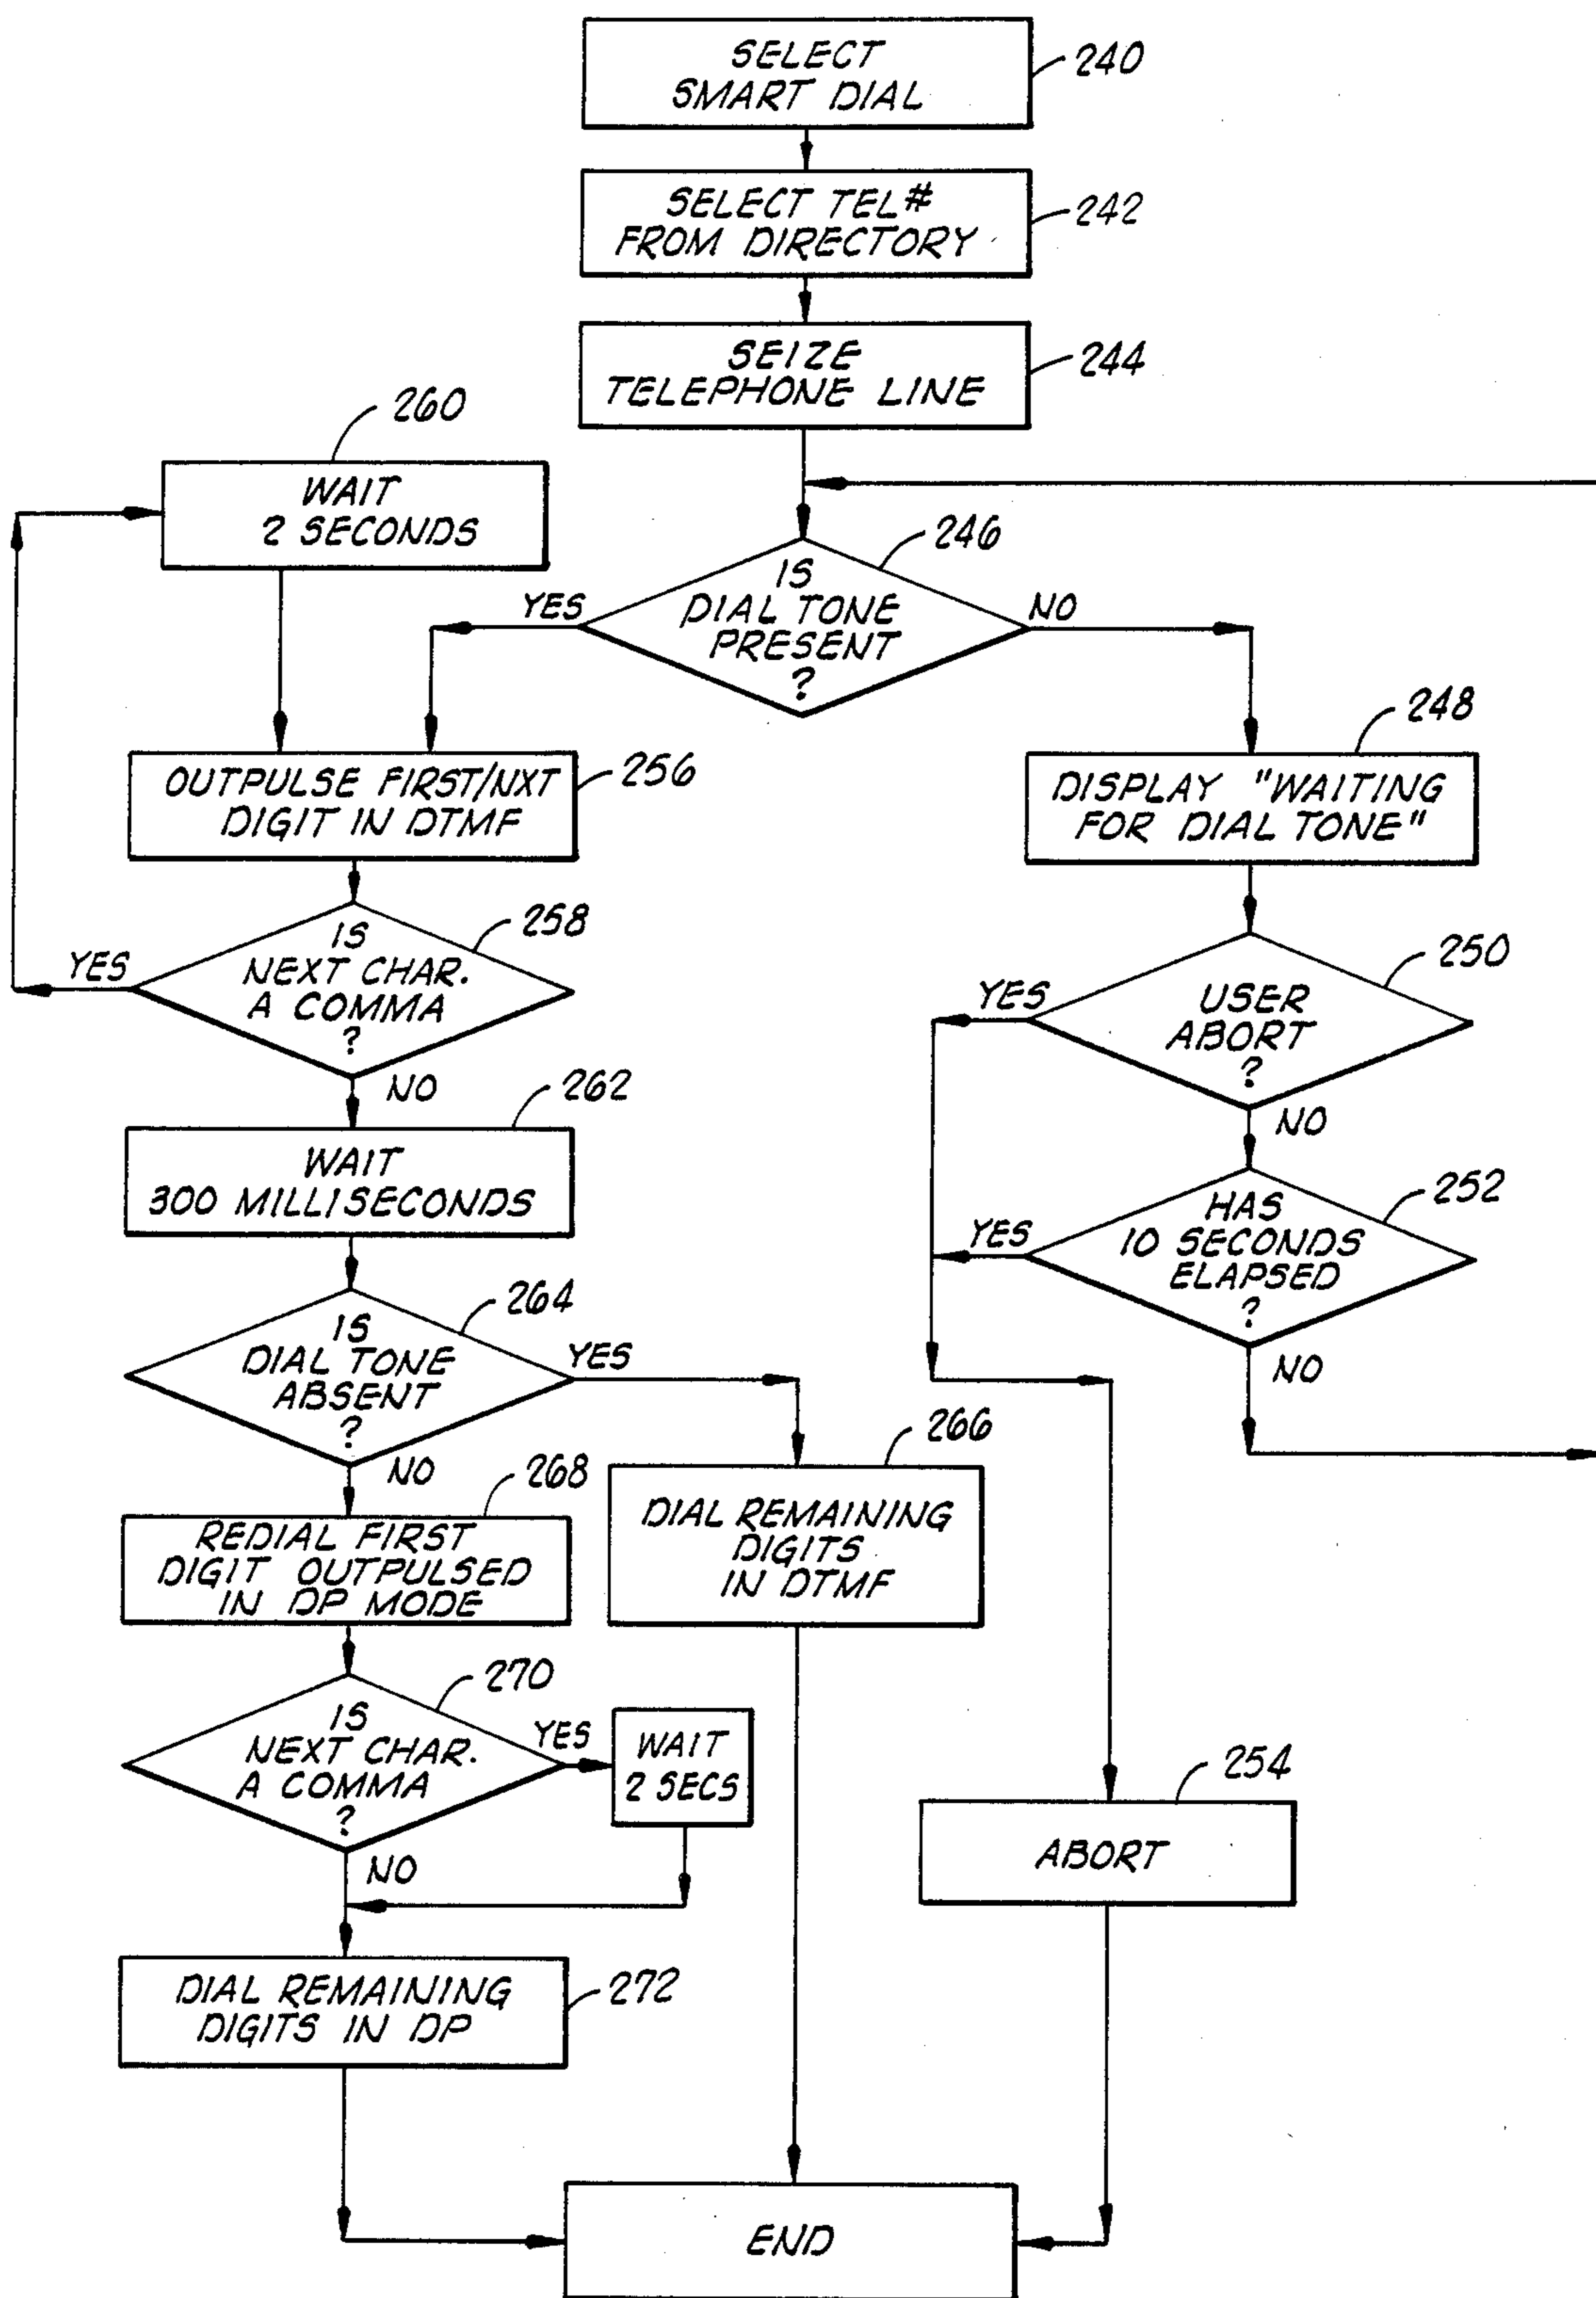 SELECT
SMART DIAL
240
SELECT TEL#
FROM DIRECTORY
242
SEIZE
TELEPHONE LINE
244
260
WAIT
2 SECONDS
246
IS
DIAL TONE
PRESENT
?
YES
NO
248
OUTPULSE FIRST/NXT
DIGIT IN DTMF
256
DISPLAY "WAITING
FOR DIAL TONE"
258
IS
NEXT CHAR.
A COMMA
?
YES
NO
250
USER
ABORT
?
YES
NO
262
WAIT
300 MILLISECONDS
252
HAS
10 SECONDS
ELAPSED
?
YES
NO
264
IS
DIAL TONE
ABSENT
?
YES
NO
266
DIAL REMAINING
DIGITS
IN DTMF
268
REDIAL FIRST
DIGIT OUTPULSED
IN DP MODE
270
IS
NEXT CHAR.
A COMMA
?
YES
NO
WAIT
2 SECS
254
ABORT
DIAL REMAINING
DIGITS IN DP
272
END